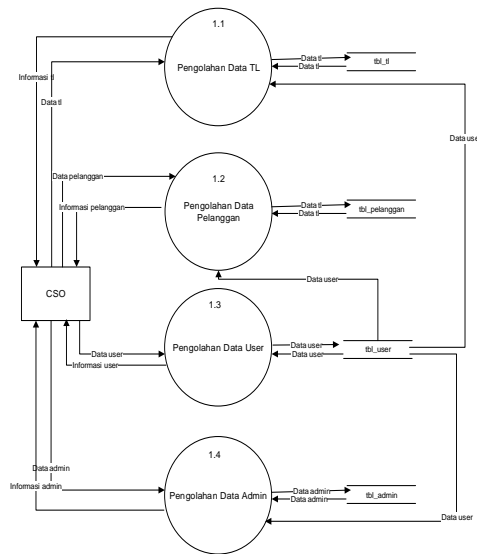 1.1
Pengolahan Data TL
Data tl
Data tl
tbl_tl
Informasi tl
Data tl
Data user
Data pelanggan
Informasi pelanggan
1.2
Pengolahan Data
Pelanggan
Data tl
Data tl
tbl_pelanggan
CSO
Data user
1.3
Pengolahan Data User
Data user
Informasi user
Data user
Data user
tbl_user
1.4
Pengolahan Data Admin
Data admin
Informasi admin
Data admin
Data admin
tbl_admin
Data user